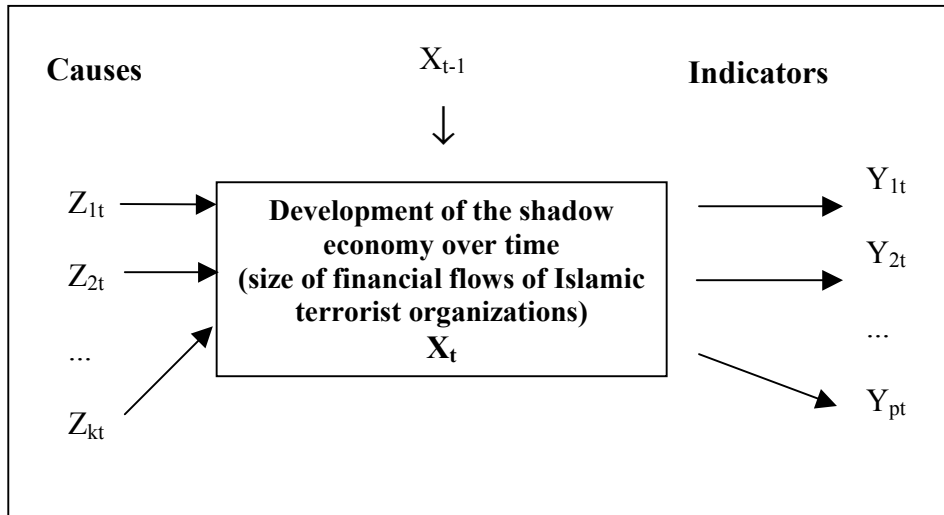 Causes
X_{t-1}
Indicators
Z_{1t}
Z_{2t}
...
Z_{kt}
Development of the shadow
economy over time
(size of financial flows of Islamic
terrorist organizations)
X_t
Y_{1t}
Y_{2t}
...
Y_{pt}